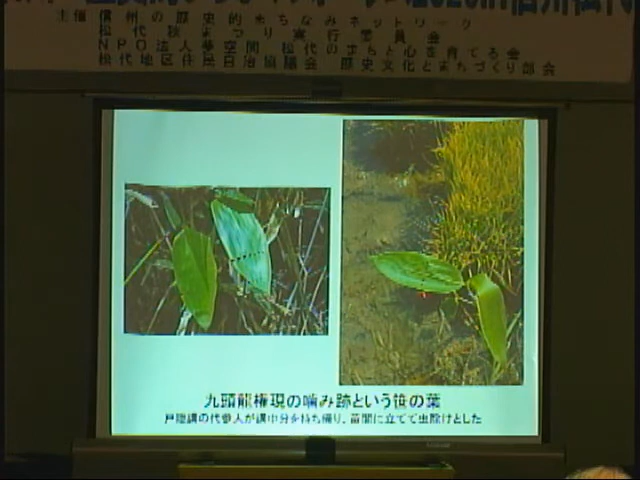 主催 信州の歴史的まちなみネットワーク
松代秋まつり実行委員会
NPO法人夢空間 松代のまちと心を育てる会
松代地区住民自治協議会 歴史文化とまちづくり部会
九頭龍権現の噛み跡という笹の葉
戸隠講の代参人が講中分を持ち帰り、苗間に立てて虫除けとした